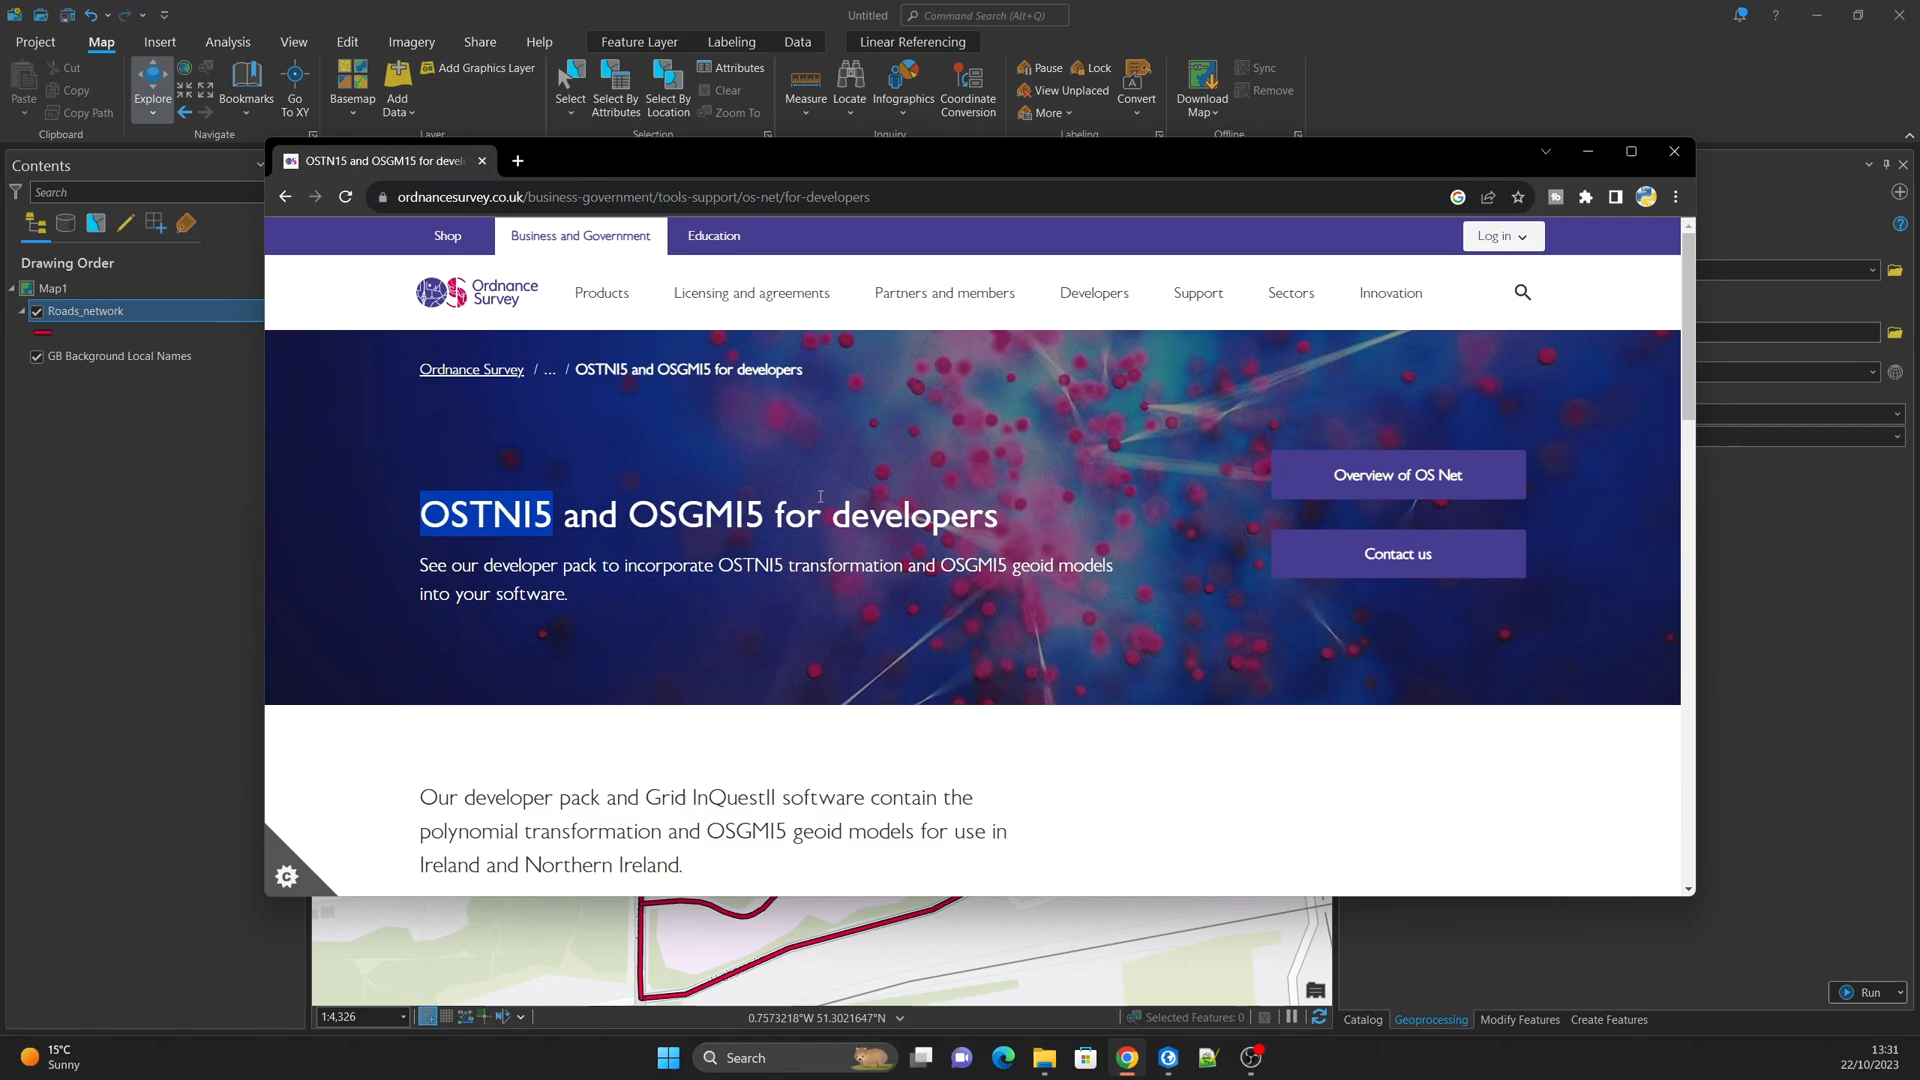 Untitled
Command Search (Alt+Q)
Project Map Insert Analysis View Edit Imagery Share Help Feature Layer Labeling Data Linear Referencing
Paste Cut Copy Copy Path
Clipboard
Explore Bookmarks Go To XY
Navigate
Basemap Add Data Add Graphics Layer
Layer
Select Select By Attributes Select By Location Attributes Clear Zoom To
Selection
Measure Locate Infographics Coordinate Conversion
Inquiry
Pause Lock View Unplaced More Convert
Labeling
Download Map Sync Remove
Offline
Contents
Search
Drawing Order
Map1
Roads_network
GB Background Local Names
OSTN15 and OSGM15 for devel
ordnancesurvey.co.uk/business-government/tools-support/os-net/for-developers
Shop Business and Government Education Log in
Ordnance Survey
Products Licensing and agreements Partners and members Developers Support Sectors Innovation
Ordnance Survey / ... / OSTN15 and OSGM15 for developers
OSTN15 and OSGM15 for developers
See our developer pack to incorporate OSTN15 transformation and OSGM15 geoid models
into your software.
Overview of OS Net
Contact us
Our developer pack and Grid InQuestII software contain the
polynomial transformation and OSGM15 geoid models for use in
Ireland and Northern Ireland.
Run
1:4,326
0.7573218°W 51.3021647°N
Selected Features: 0
Catalog Geoprocessing Modify Features Create Features
15°C
Sunny
Search
13:31
22/10/2023